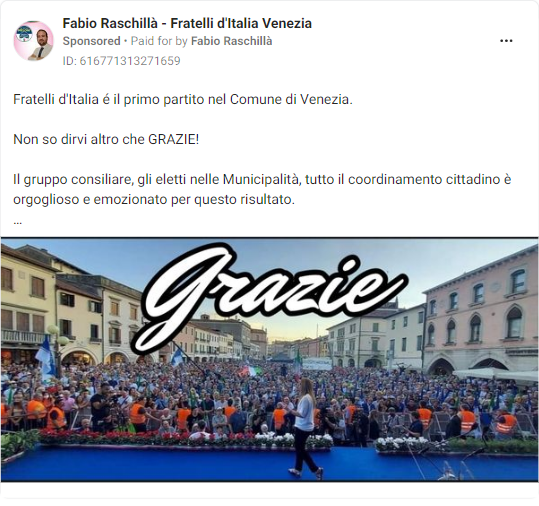 Fabio Raschillà - Fratelli d'Italia Venezia
Sponsored • Paid for by Fabio Raschillà
ID: 616771313271659
Fratelli d'Italia é il primo partito nel Comune di Venezia.
Non so dirvi altro che GRAZIE!
Il gruppo consiliare, gli eletti nelle Municipalità, tutto il coordinamento cittadino è
orgoglioso e emozionato per questo risultato.
...
Grazie